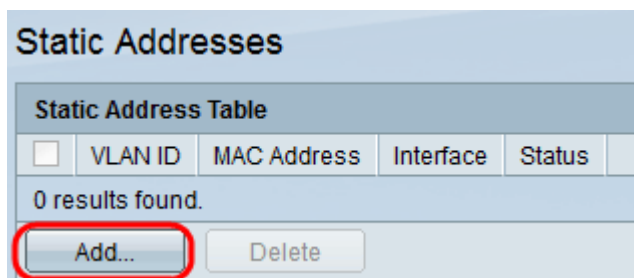 Static Addresses
Static Address Table
VLAN ID MAC Address Interface Status
0 results found.
Add... Delete